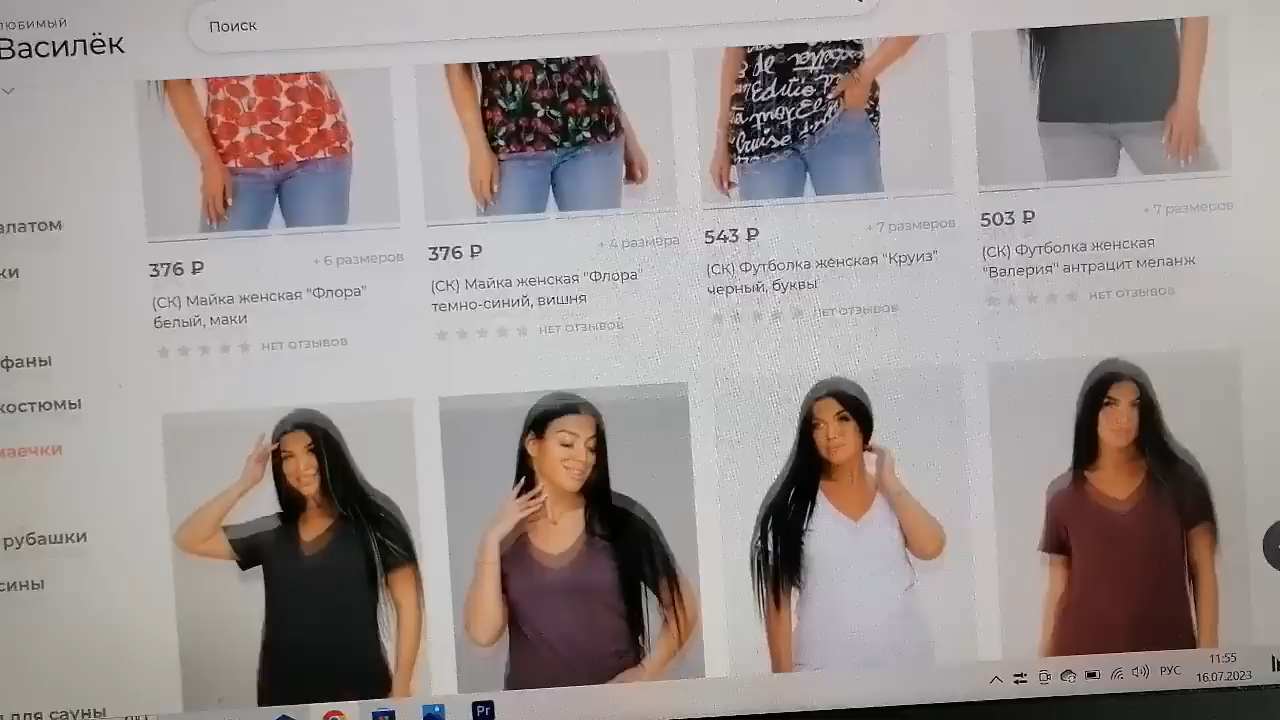 любимый
Василёк
Поиск
376 ₽
+ 6 размеров
(СК) Майка женская "Флора"
белый, маки
НЕТ ОТЗЫВОВ
376 ₽
+ 4 размера
(СК) Майка женская "Флора"
темно-синий, вишня
НЕТ ОТЗЫВОВ
543 ₽
+ 7 размеров
(СК) Футболка женская "Круиз"
черный, буквы
НЕТ ОТЗЫВОВ
503 ₽
+ 7 размеров
(СК) Футболка женская
"Валерия" антрацит меланж
НЕТ ОТЗЫВОВ
алатом
ки
фаны
костюмы
маечки
рубашки
сины
для сауны
Cruise
Pr
РУС
11:55
16.07.2023